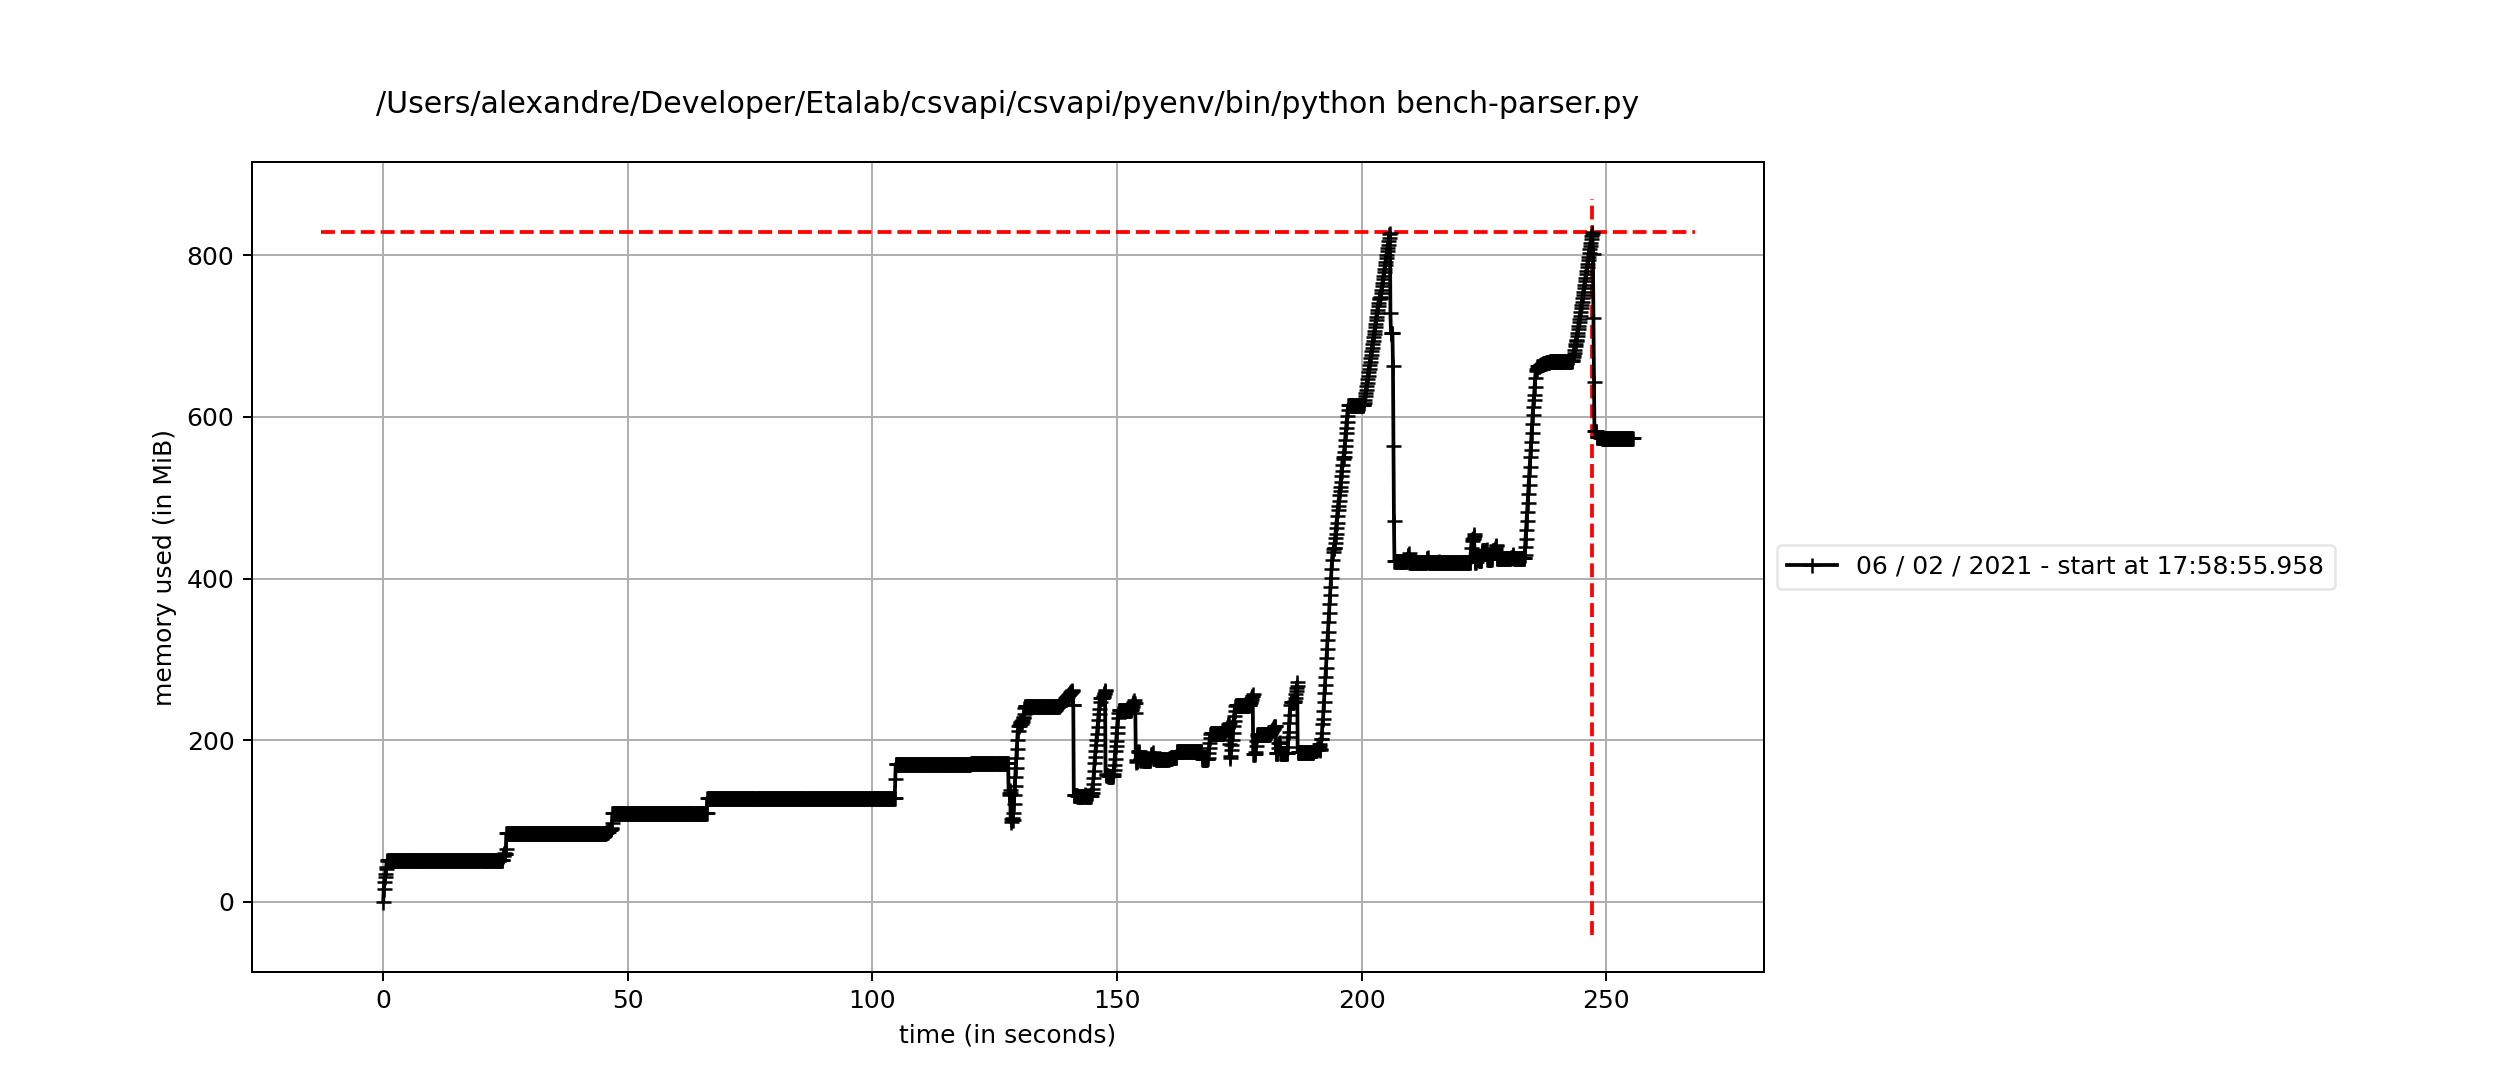 /Users/alexandre/Developer/Etalab/csvapi/csvapi/pyenv/bin/python bench-parser.py
800
600
400
200
0
memory used (in MiB)
06 / 02 / 2021 - start at 17:58:55.958
0 50 100 150 200 250
time (in seconds)